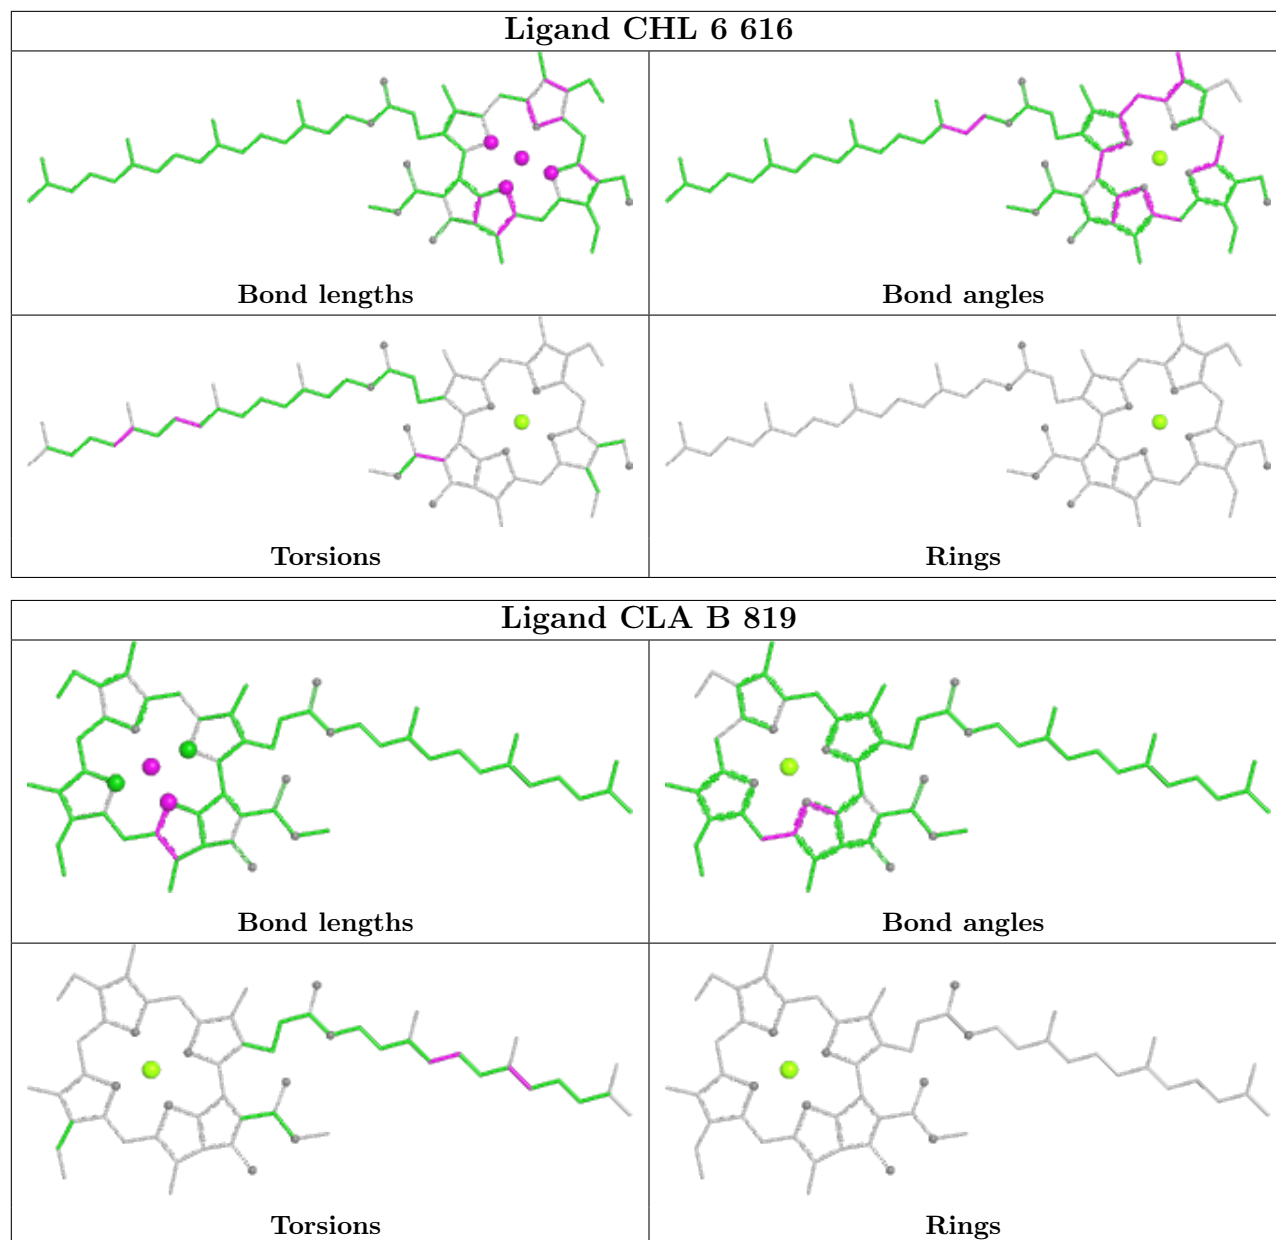 Ligand CHL 6 616
Bond lengths
Bond angles
Torsions
Rings
Ligand CLA B 819
Bond lengths
Bond angles
Torsions
Rings